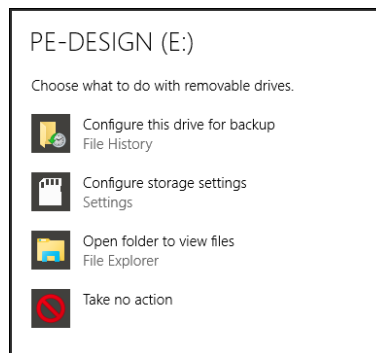 PE-DESIGN (E:)
Choose what to do with removable drives.
Configure this drive for backup
File History
Configure storage settings
Settings
Open folder to view files
File Explorer
Take no action